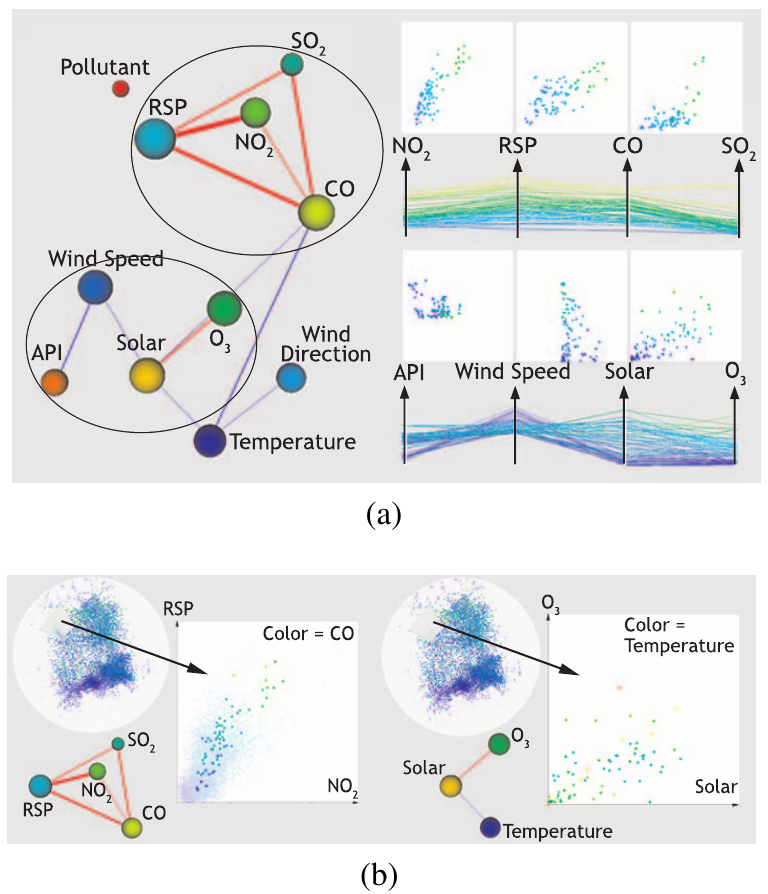 SO2
Pollutant
RSP
NO2
CO
Wind Speed
O3
Wind
Direction
API
Solar
Temperature
NO2 RSP CO SO2
API Wind Speed Solar O3
(a)
RSP
Color = CO
NO2
SO2
RSP
NO2
CO
O3
Color =
Temperature
Solar
O3
Solar
Temperature
(b)